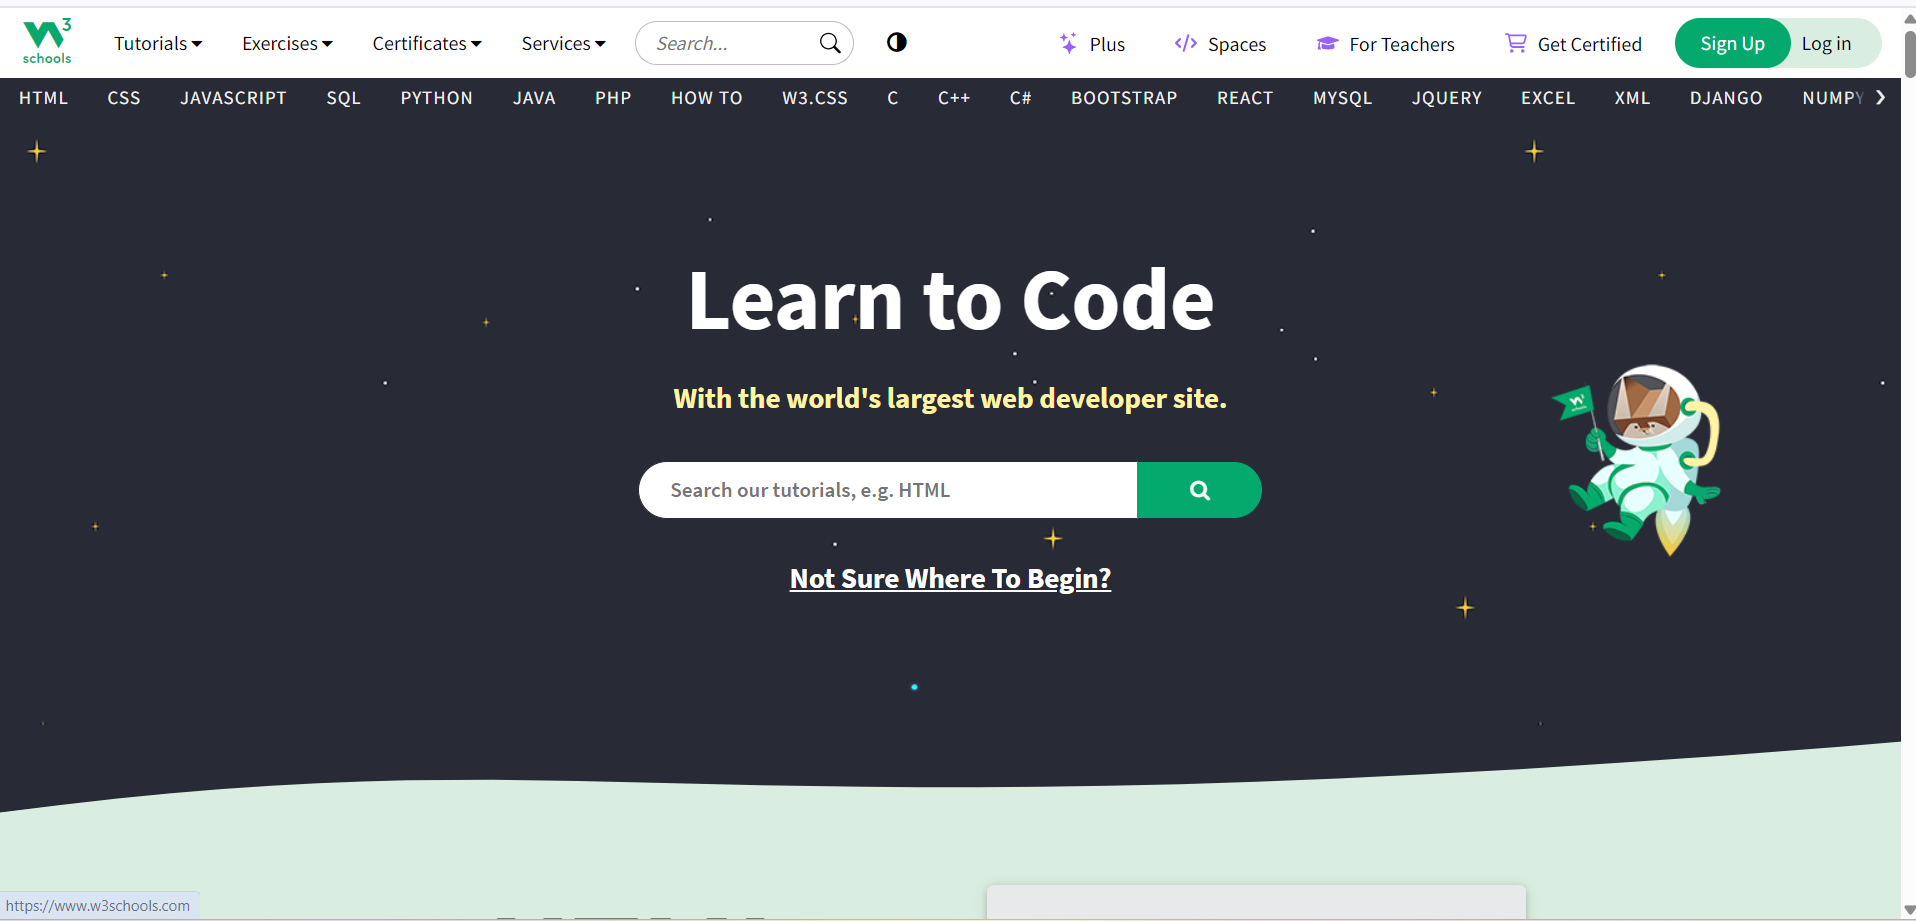 3
schools
Tutorials Exercises Certificates Services Search... Plus Spaces For Teachers Get Certified Sign Up Log in
HTML CSS JAVASCRIPT SQL PYTHON JAVA PHP HOW TO W3.CSS C C++ C# BOOTSTRAP REACT MYSQL JQUERY EXCEL XML DJANGO NUMPY
Learn to Code
With the world's largest web developer site.
Search our tutorials, e.g. HTML
Not Sure Where To Begin?
https://www.w3schools.com